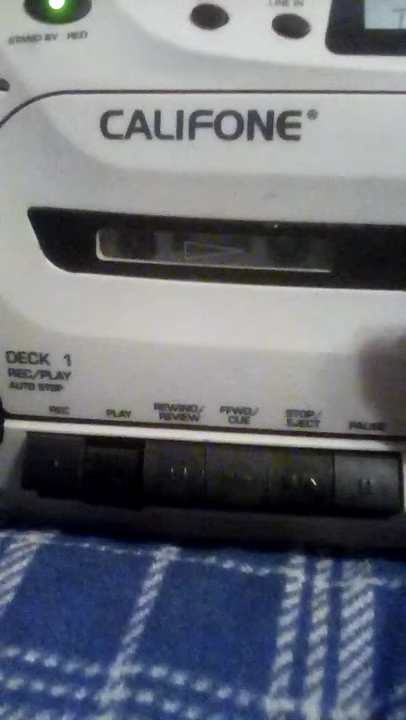 STAND BY RED
LINE IN
CALIFONE®
DECK 1
REC/PLAY
AUTO STOP
REC
PLAY
REWIND/
REVIEW
FFWD/
CUE
STOP/
EJECT
PAUSE